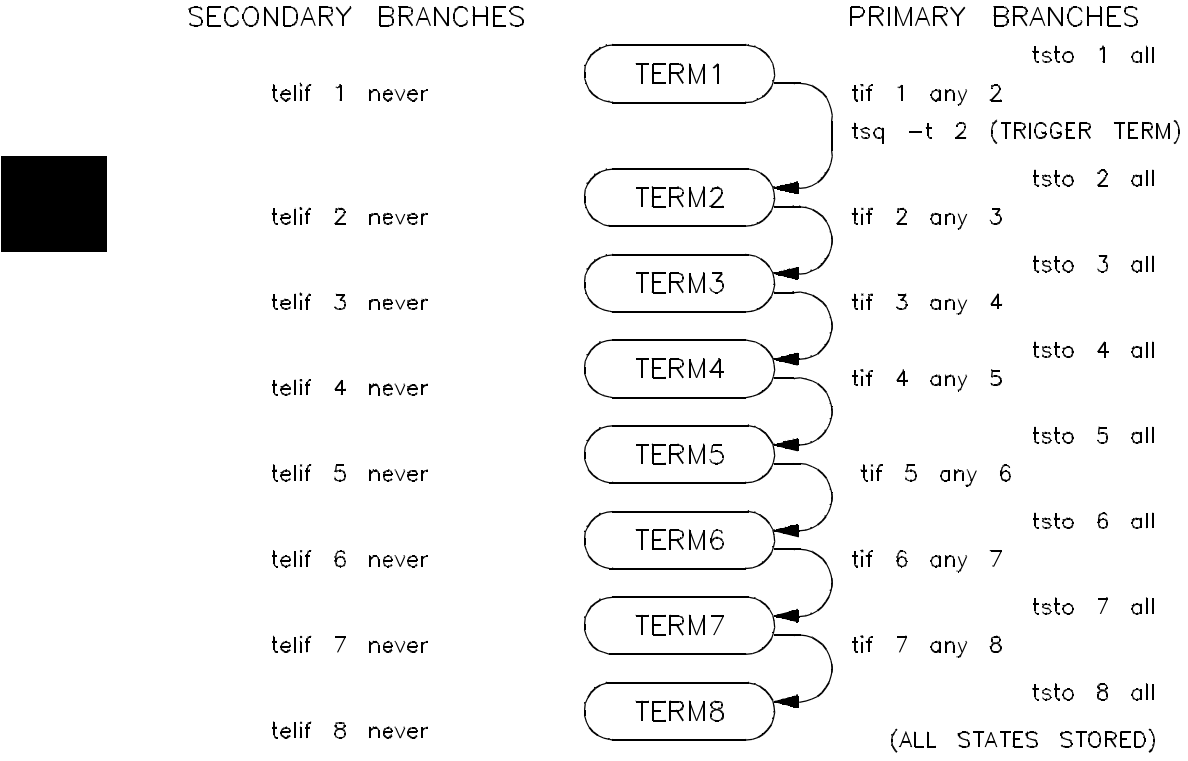 SECONDARY BRANCHES PRIMARY BRANCHES
tsto 1 all
TERM1
telif 1 never tif 1 any 2
tsq -t 2 (TRIGGER TERM)
tsto 2 all
TERM2
telif 2 never tif 2 any 3
tsto 3 all
TERM3
telif 3 never tif 3 any 4
tsto 4 all
TERM4
telif 4 never tif 4 any 5
tsto 5 all
TERM5
telif 5 never tif 5 any 6
tsto 6 all
TERM6
telif 6 never tif 6 any 7
tsto 7 all
TERM7
telif 7 never tif 7 any 8
tsto 8 all
TERM8
telif 8 never (ALL STATES STORED)